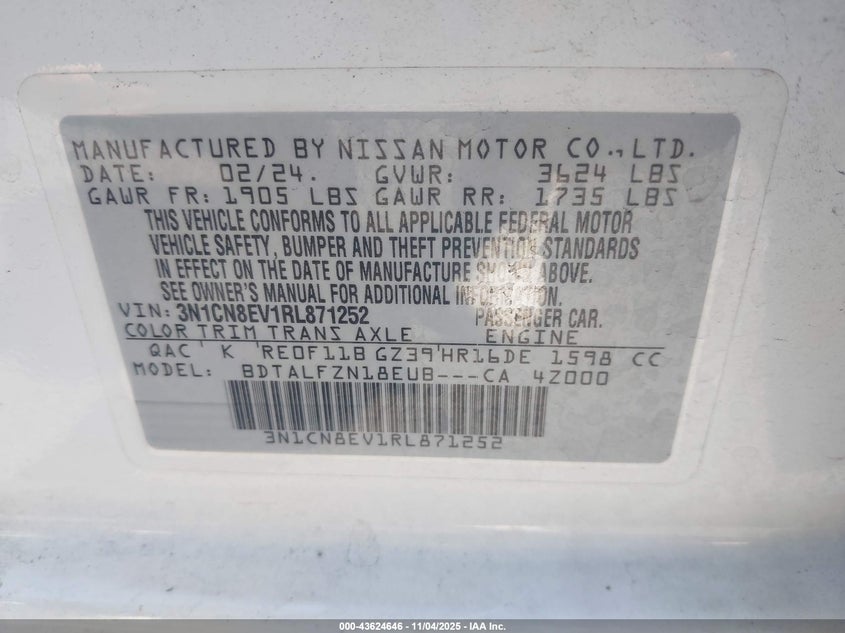 MANUFACTURED BY NISSAN MOTOR CO., LTD.
DATE: 02/24. GVWR: 3624 LBS
GAWR FR: 1905 LBS GAWR RR: 1735 LBS
THIS VEHICLE CONFORMS TO ALL APPLICABLE FEDERAL MOTOR
VEHICLE SAFETY, BUMPER AND THEFT PREVENTION STANDARDS
IN EFFECT ON THE DATE OF MANUFACTURE SHOWN ABOVE.
SEE OWNER'S MANUAL FOR ADDITIONAL INFORMATION.
VIN: 3N1CN8EV1RL871252 PASSENGER CAR.
COLOR TRIM TRANS AXLE ENGINE
QAC K RE0F11B GZ39 HR16DE 1598 CC
MODEL: BDTALFZN18EUB---CA 4Z000
3N1CN8EV1RL871252
000-43624646 - 11/04/2025 - IAA Inc.